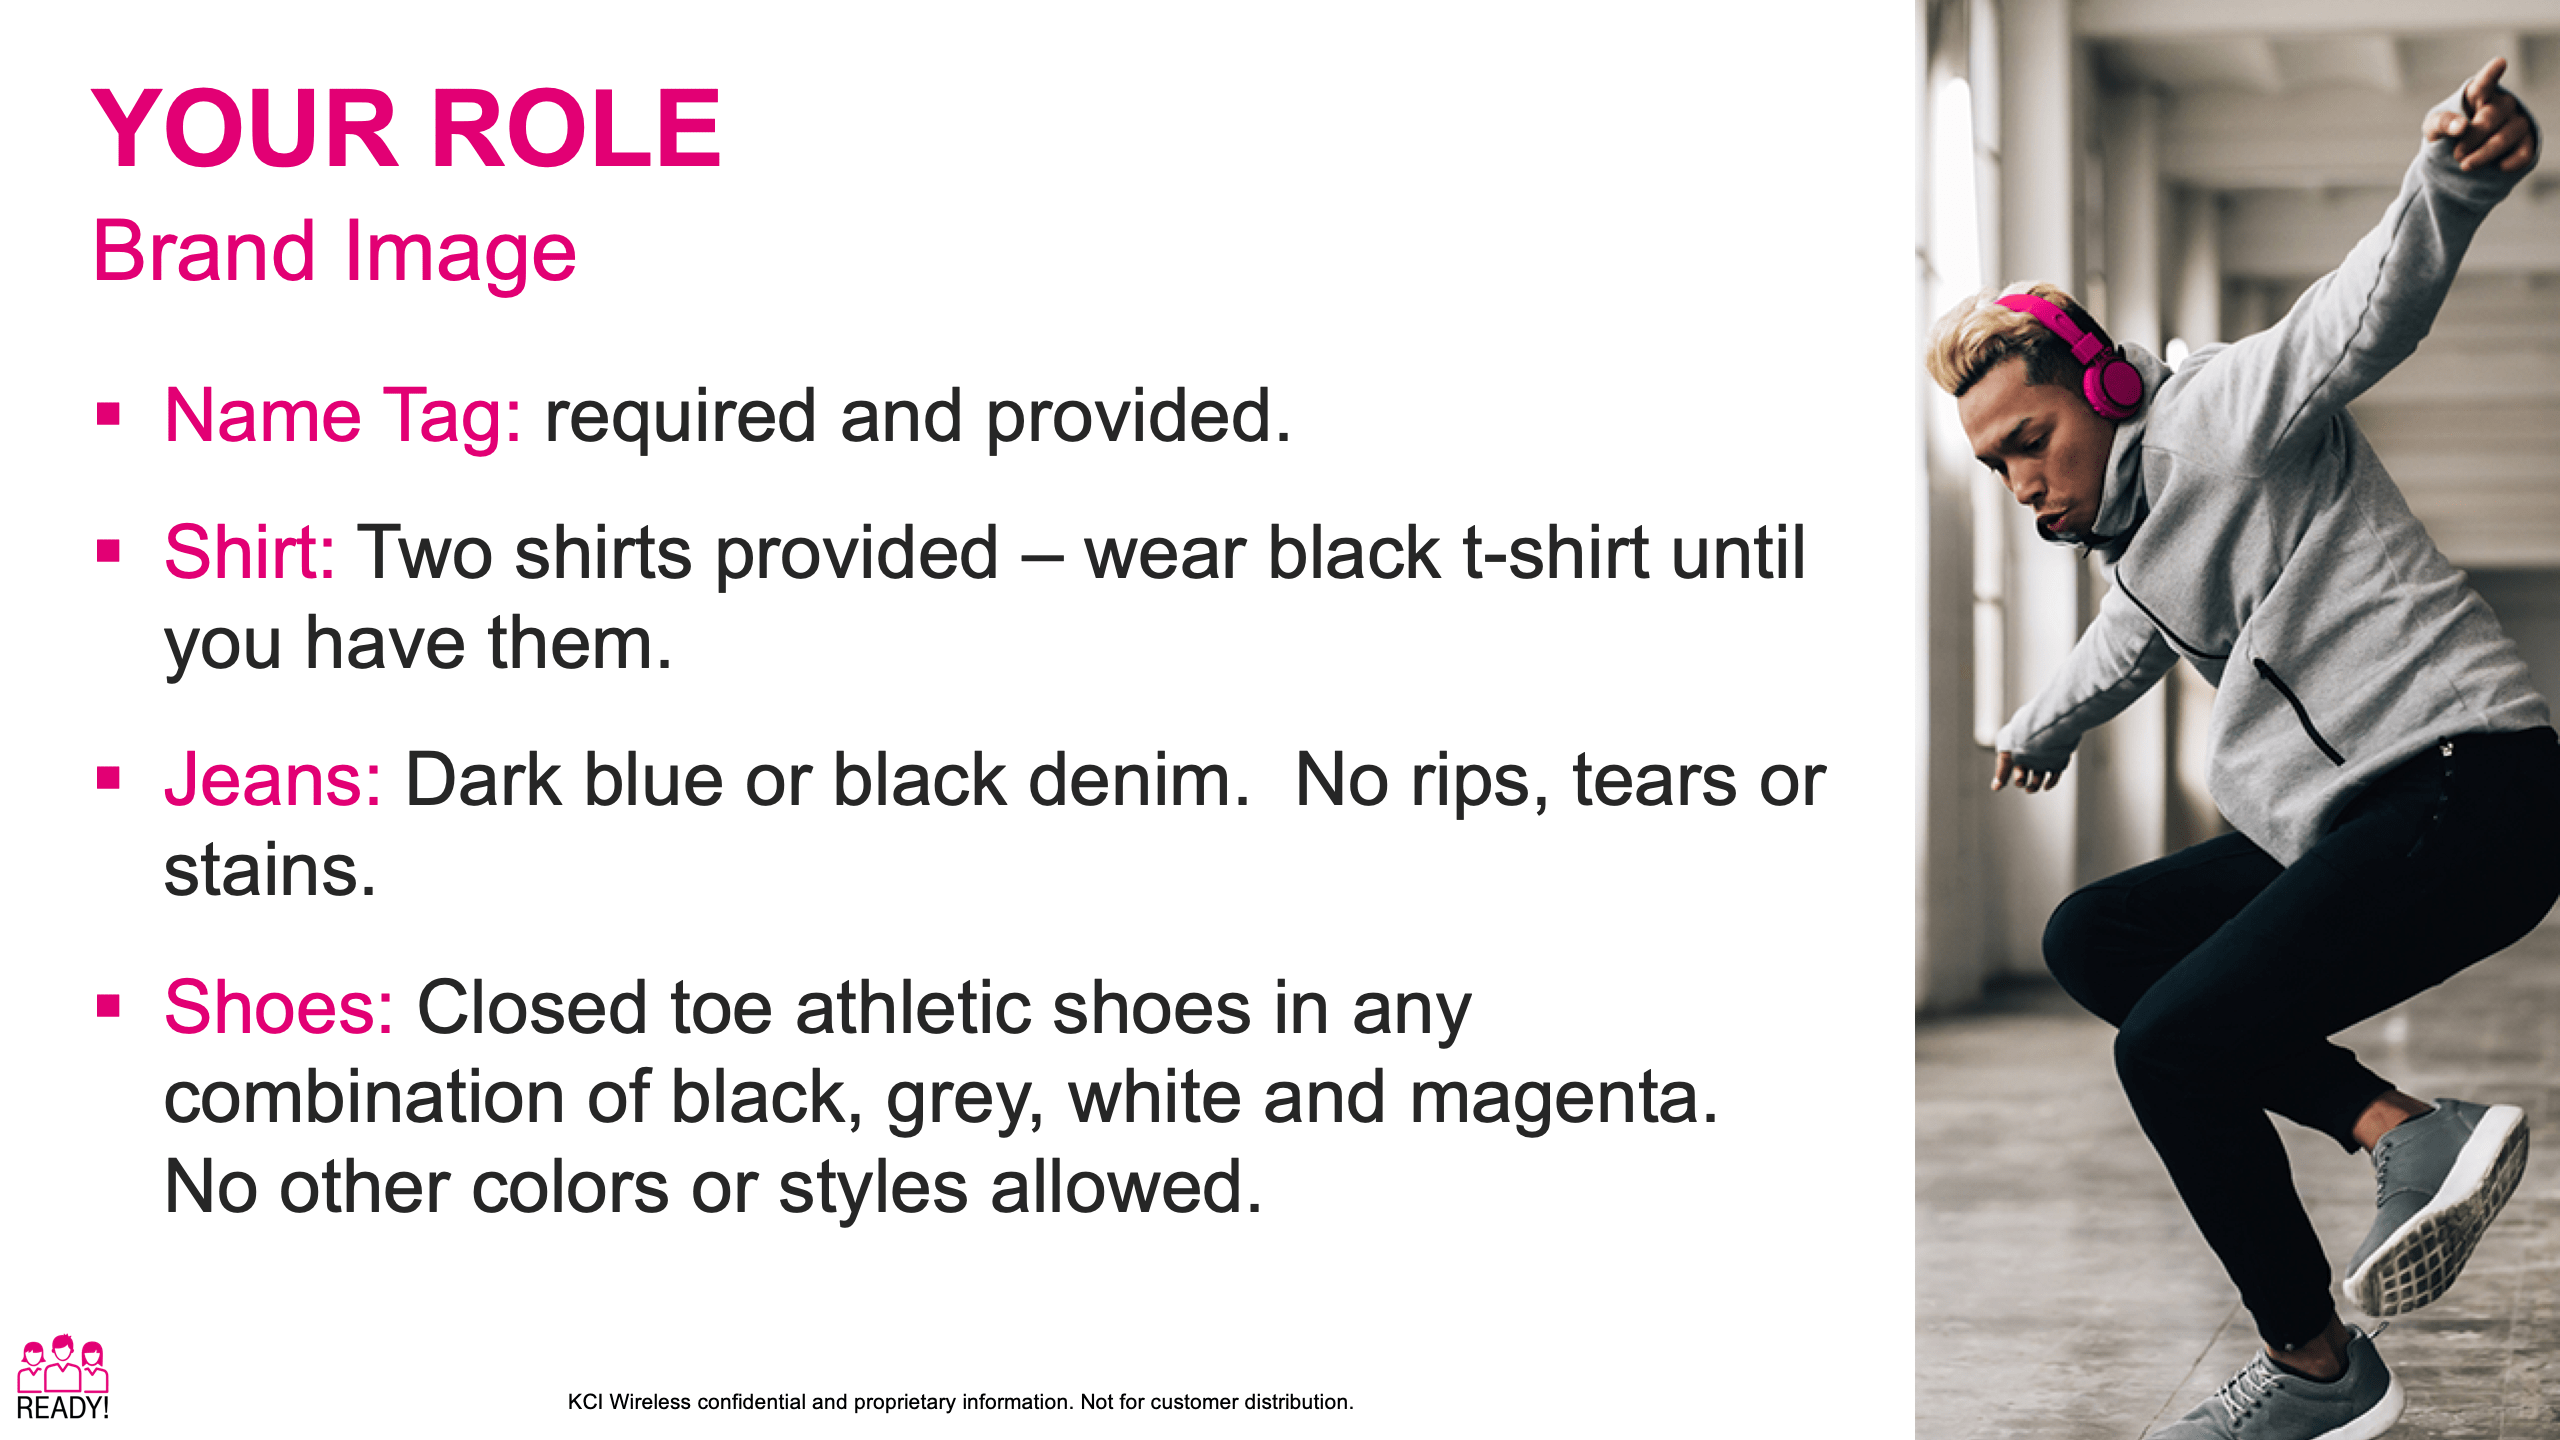 YOUR ROLE
Brand Image
▪ Name Tag: required and provided.
▪ Shirt: Two shirts provided – wear black t-shirt until
you have them.
▪ Jeans: Dark blue or black denim.  No rips, tears or
stains.
▪ Shoes: Closed toe athletic shoes in any
combination of black, grey, white and magenta.
No other colors or styles allowed.
READY!
KCI Wireless confidential and proprietary information. Not for customer distribution.